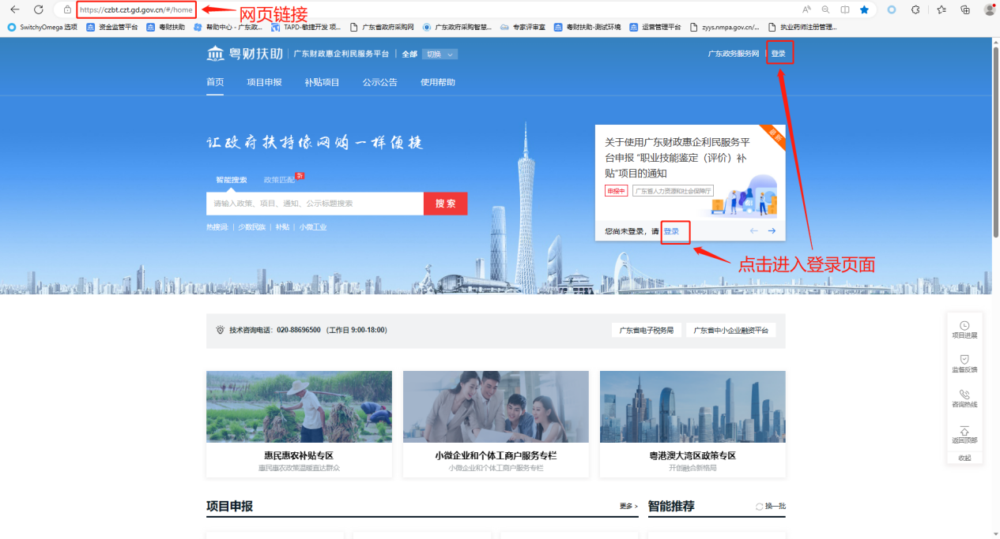 https://czbt.czt.gd.gov.cn/#/home
网页链接
SwitchyOmega 选项
资金监管平台
粤财扶助
帮助中心 - 广东政...
TAPD-敏捷开发 项...
广东省政府采购网
广东政府采购智慧...
专家评审室
粤财扶助-测试环境
运营管理平台
zyys.nmpa.gov.cn/...
执业药师注册管理...
粤财扶助
广东财政惠企利民服务平台
全部
切换
广东政务服务网
登录
首页
项目申报
补贴项目
公示公告
使用帮助
让政府扶持像网购一样便捷
智能搜索
政策匹配
新
请输入政策、项目、通知、公示标题搜索
搜索
热搜词:
少数民族
补贴
小微工业
最新
关于使用广东财政惠企利民服务平
台申报 “职业技能鉴定（评价）补
贴”项目的通知
申报中
广东省人力资源和社会保障厅
您尚未登录，请 登录
点击进入登录页面
技术咨询电话：020-88696500 （工作日 9:00-18:00）
广东省电子税务局
广东省中小企业融资平台
项目进展
监督反馈
咨询热线
返回顶部
收起
惠民惠农补贴专区
惠民惠农政策温暖直达群众
小微企业和个体工商户服务专栏
小微企业和个体工商户服务专栏
粤港澳大湾区政策专区
开创融合新格局
项目申报
更多 >
智能推荐
换一批